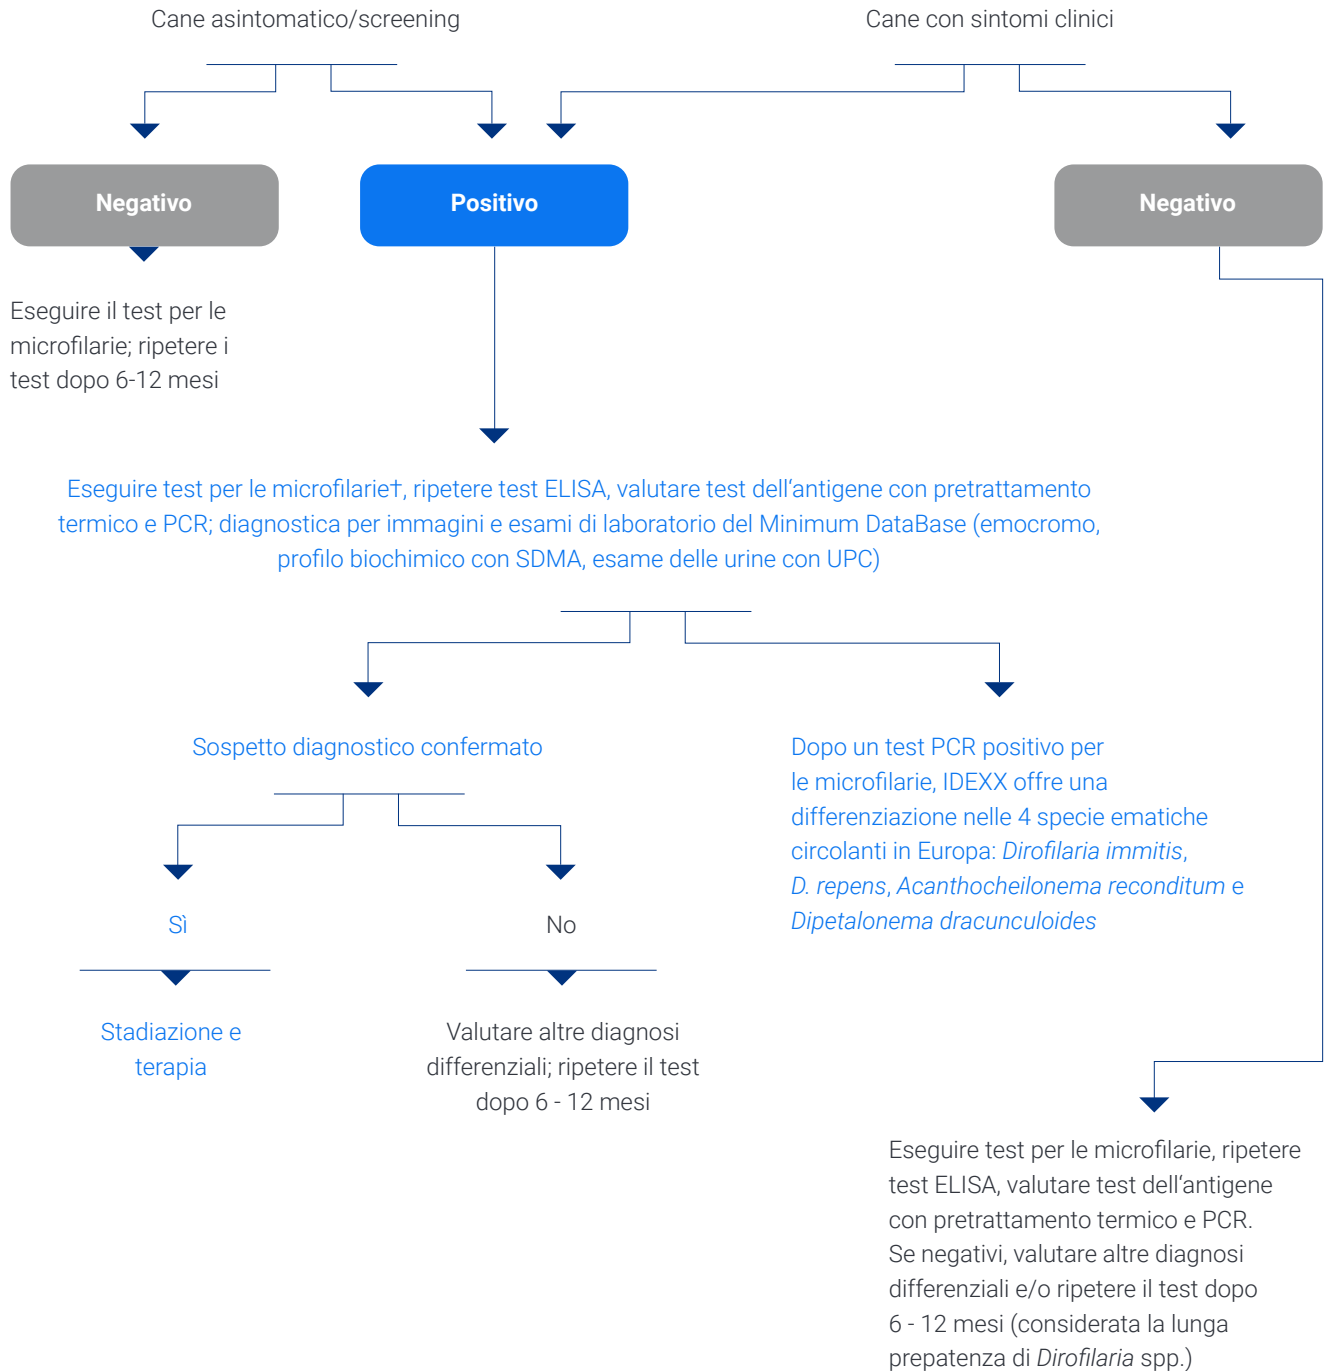 Cane asintomatico/screening
Cane con sintomi clinici
Negativo
Positivo
Negativo
Eseguire il test per le
microfilarie; ripetere i
test dopo 6-12 mesi
Eseguire test per le microfilarie†, ripetere test ELISA, valutare test dell‘antigene con pretrattamento
termico e PCR; diagnostica per immagini e esami di laboratorio del Minimum DataBase (emocromo,
profilo biochimico con SDMA, esame delle urine con UPC)
Sospetto diagnostico confermato
Dopo un test PCR positivo per
le microfilarie, IDEXX offre una
differenziazione nelle 4 specie ematiche
circolanti in Europa: Dirofilaria immitis,
D. repens, Acanthocheilonema reconditum e
Dipetalonema dracunculoides
Sì
No
Stadiazione e
terapia
Valutare altre diagnosi
differenziali; ripetere il test
dopo 6 - 12 mesi
Eseguire test per le microfilarie, ripetere
test ELISA, valutare test dell‘antigene
con pretrattamento termico e PCR.
Se negativi, valutare altre diagnosi
differenziali e/o ripetere il test dopo
6 - 12 mesi (considerata la lunga
prepatenza di Dirofilaria spp.)